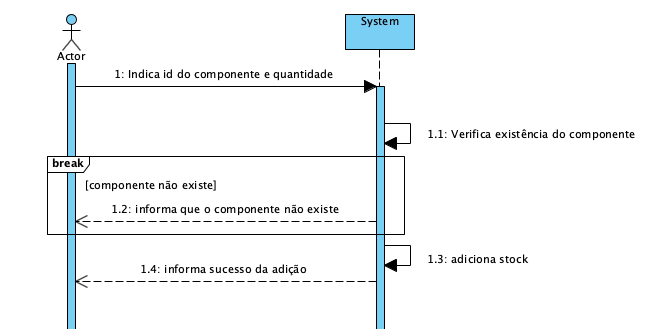 System
Actor
1: Indica id do componente e quantidade
1.1: Verifica existência do componente
break
[componente não existe]
1.2: informa que o componente não existe
1.3: adiciona stock
1.4: informa sucesso da adição